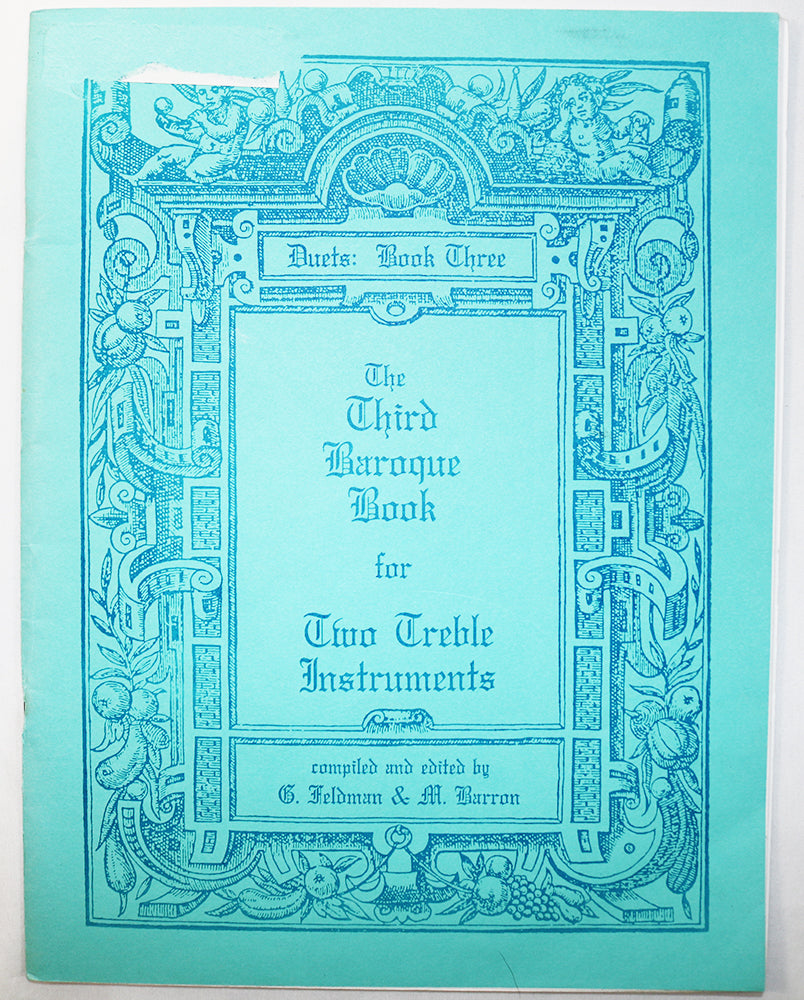 Duets: Book Three
The
Third
Baroque
Book
for
Two Treble
Instruments
compiled and edited by
G. Feldman & M. Barron